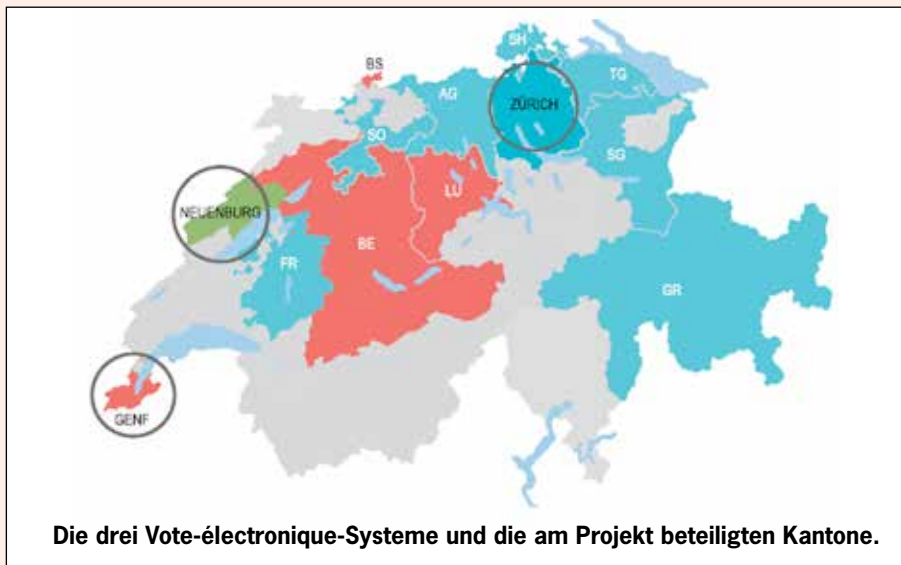 SH
BS
TG
AG
ZÜRICH
SO
SG
LU
NEUENBURG
BE
FR
GR
GENF
Die drei Vote-électronique-Systeme und die am Projekt beteiligten Kantone.